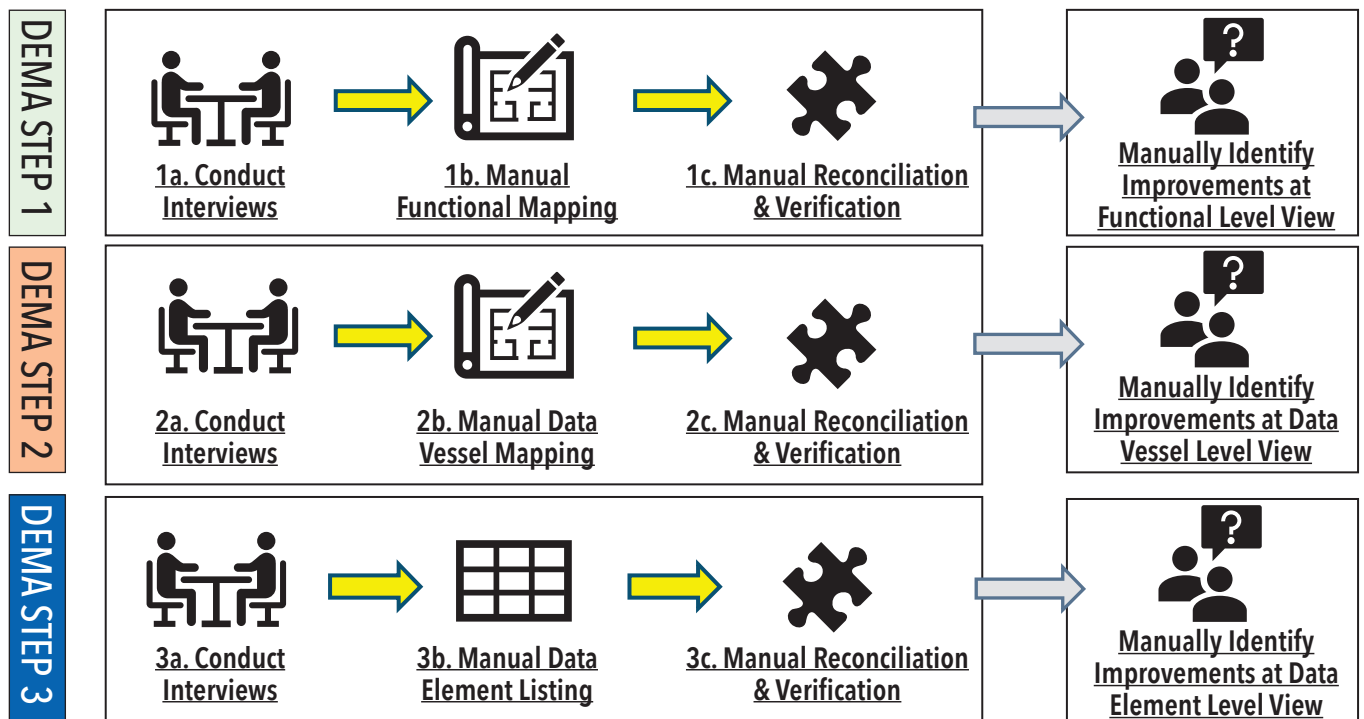 DEMA STEP 1
1a. Conduct
Interviews
1b. Manual
Functional Mapping
1c. Manual Reconciliation
& Verification
?
Manually Identify
Improvements at
Functional Level View
DEMA STEP 2
2a. Conduct
Interviews
2b. Manual Data
Vessel Mapping
2c. Manual Reconciliation
& Verification
?
Manually Identify
Improvements at Data
Vessel Level View
DEMA STEP 3
3a. Conduct
Interviews
3b. Manual Data
Element Listing
3c. Manual Reconciliation
& Verification
?
Manually Identify
Improvements at Data
Element Level View